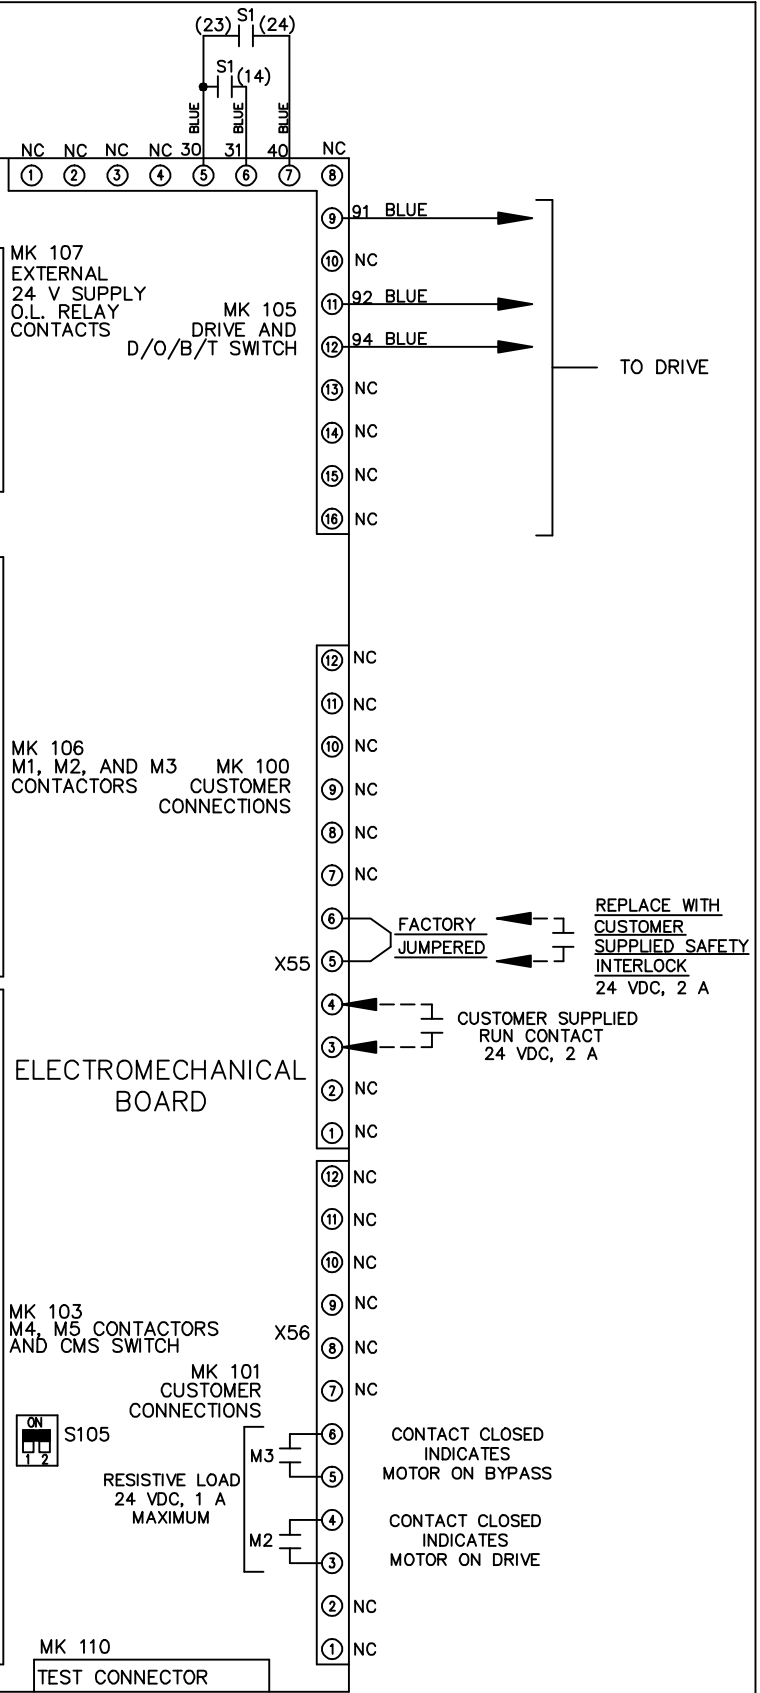 S1
(23) (24)
S1
(14)
BLUE BLUE BLUE
NC NC NC NC 30 31 40 NC
1 2 3 4 5 6 7 8
9 91 BLUE
MK 107
EXTERNAL
24 V SUPPLY
O.L. RELAY
CONTACTS
10 NC
MK 105
DRIVE AND
D/O/B/T SWITCH
11 92 BLUE
12 94 BLUE
TO DRIVE
13 NC
14 NC
15 NC
16 NC
12 NC
11 NC
MK 106
M1, M2, AND M3
CONTACTORS
MK 100
CUSTOMER
CONNECTIONS
10 NC
9 NC
8 NC
7 NC
6
FACTORY
JUMPERED
REPLACE WITH
CUSTOMER
SUPPLIED SAFETY
INTERLOCK
24 VDC, 2 A
X55
5
4
CUSTOMER SUPPLIED
RUN CONTACT
24 VDC, 2 A
3
ELECTROMECHANICAL
BOARD
2 NC
1 NC
12 NC
11 NC
10 NC
9 NC
MK 103
M4, M5 CONTACTORS
AND CMS SWITCH
X56
8 NC
MK 101
CUSTOMER
CONNECTIONS
7 NC
ON
1 2
S105
6
M3
5
CONTACT CLOSED
INDICATES
MOTOR ON BYPASS
RESISTIVE LOAD
24 VDC, 1 A
MAXIMUM
4
M2
3
CONTACT CLOSED
INDICATES
MOTOR ON DRIVE
2 NC
1 NC
MK 110
TEST CONNECTOR